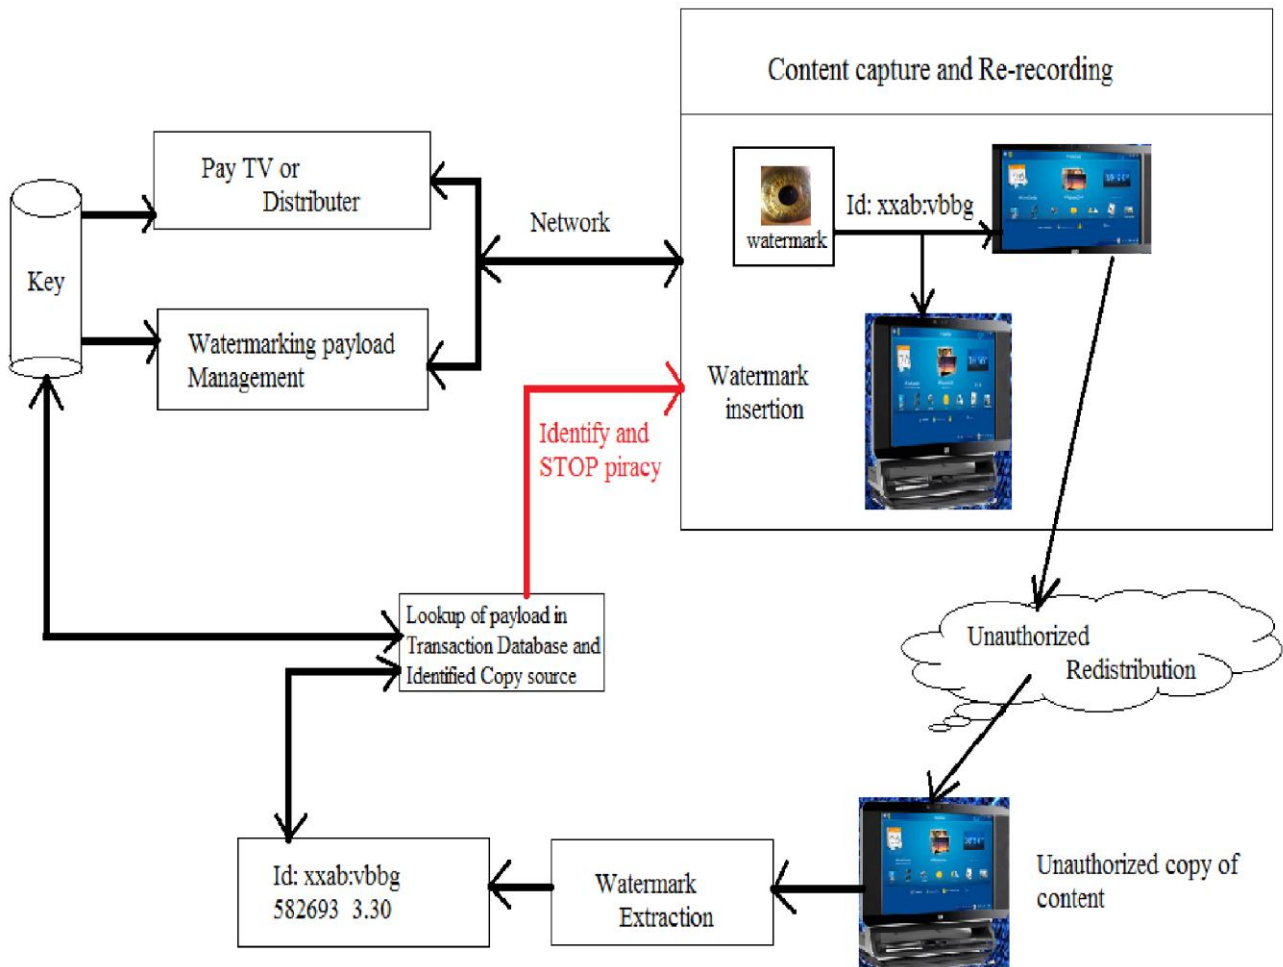 Content capture and Re-recording
Pay TV or
Distributer
Key
Network
watermark
Id: xxab:vbbg
Watermarking payload
Management
Watermark
insertion
Identify and
STOP piracy
Lookup of payload in
Transaction Database and
Identified Copy source
Unauthorized
Redistribution
Id: xxab:vbbg
582693 3.30
Watermark
Extraction
Unauthorized copy of
content